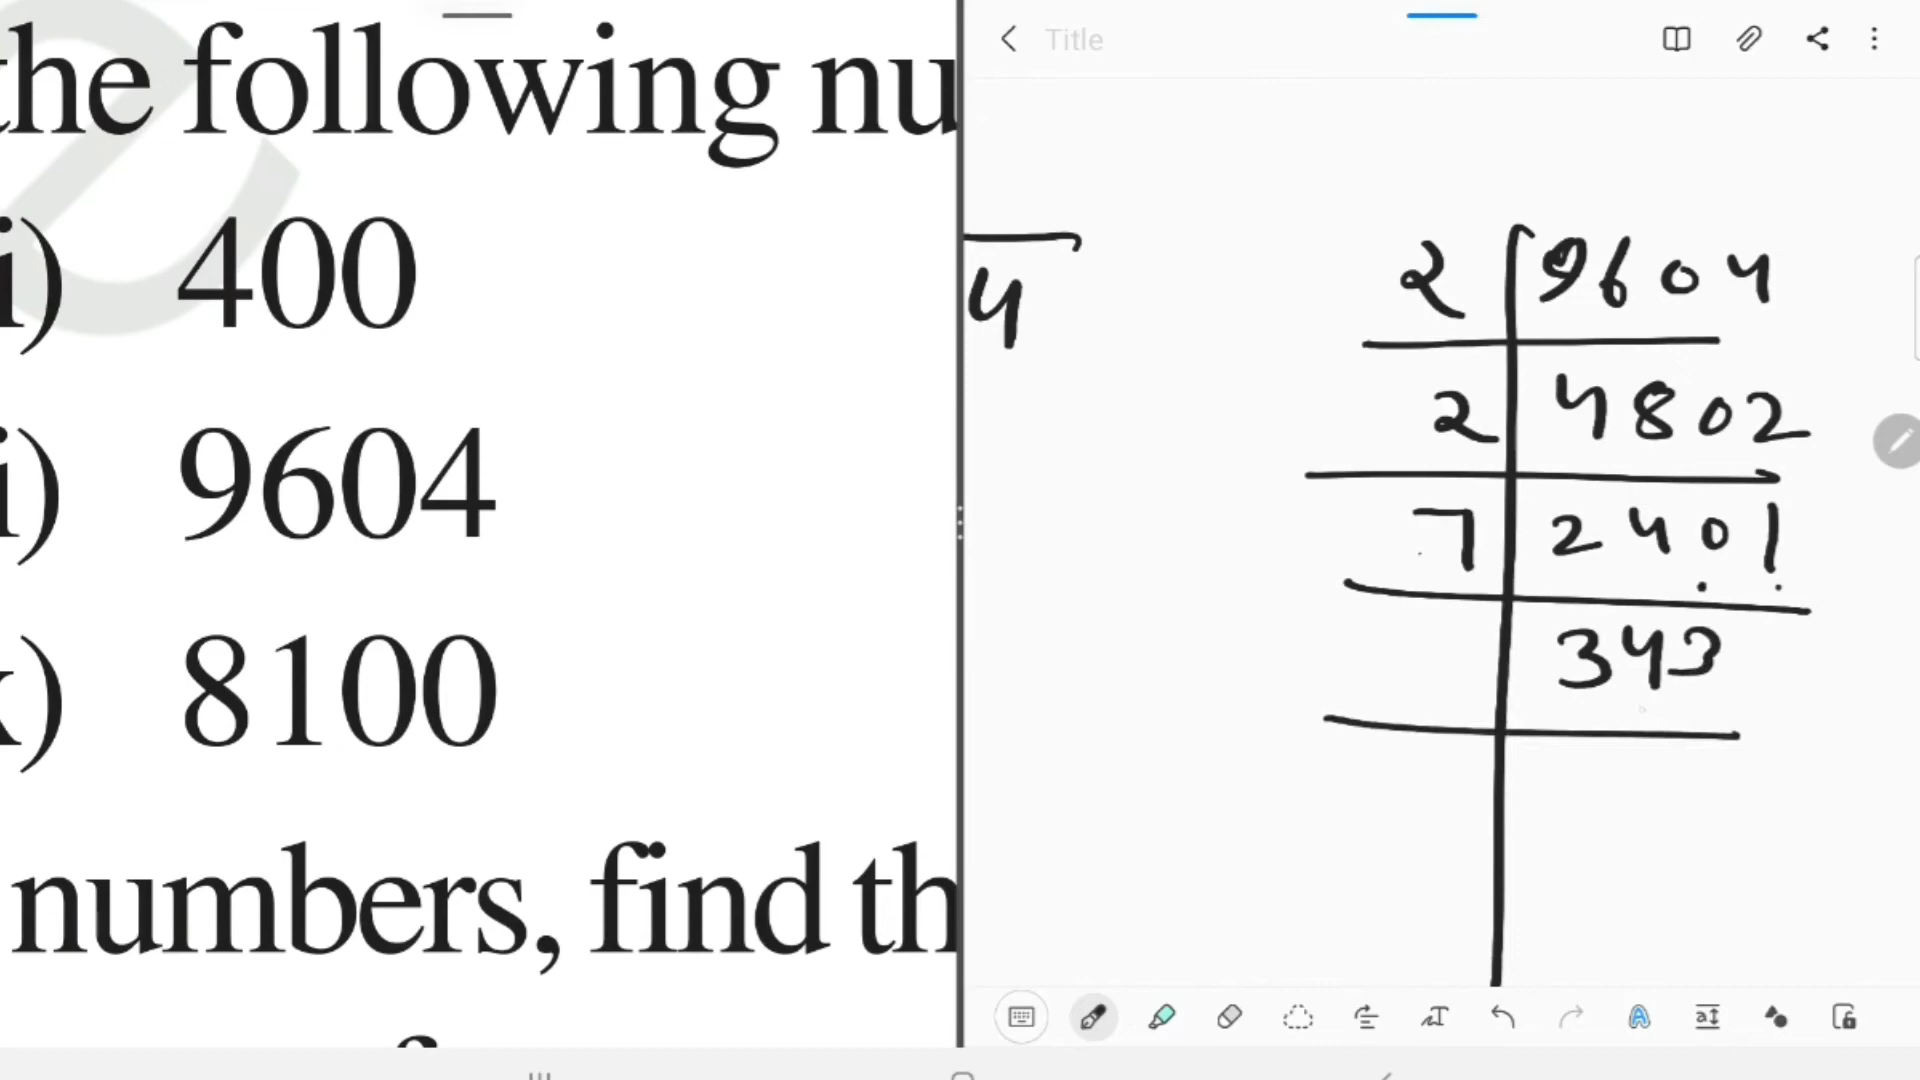 the following nu
i) 400
i) 9604
x) 8100
numbers, find th
Title
4
2 9604
2 4802
7 2401
343